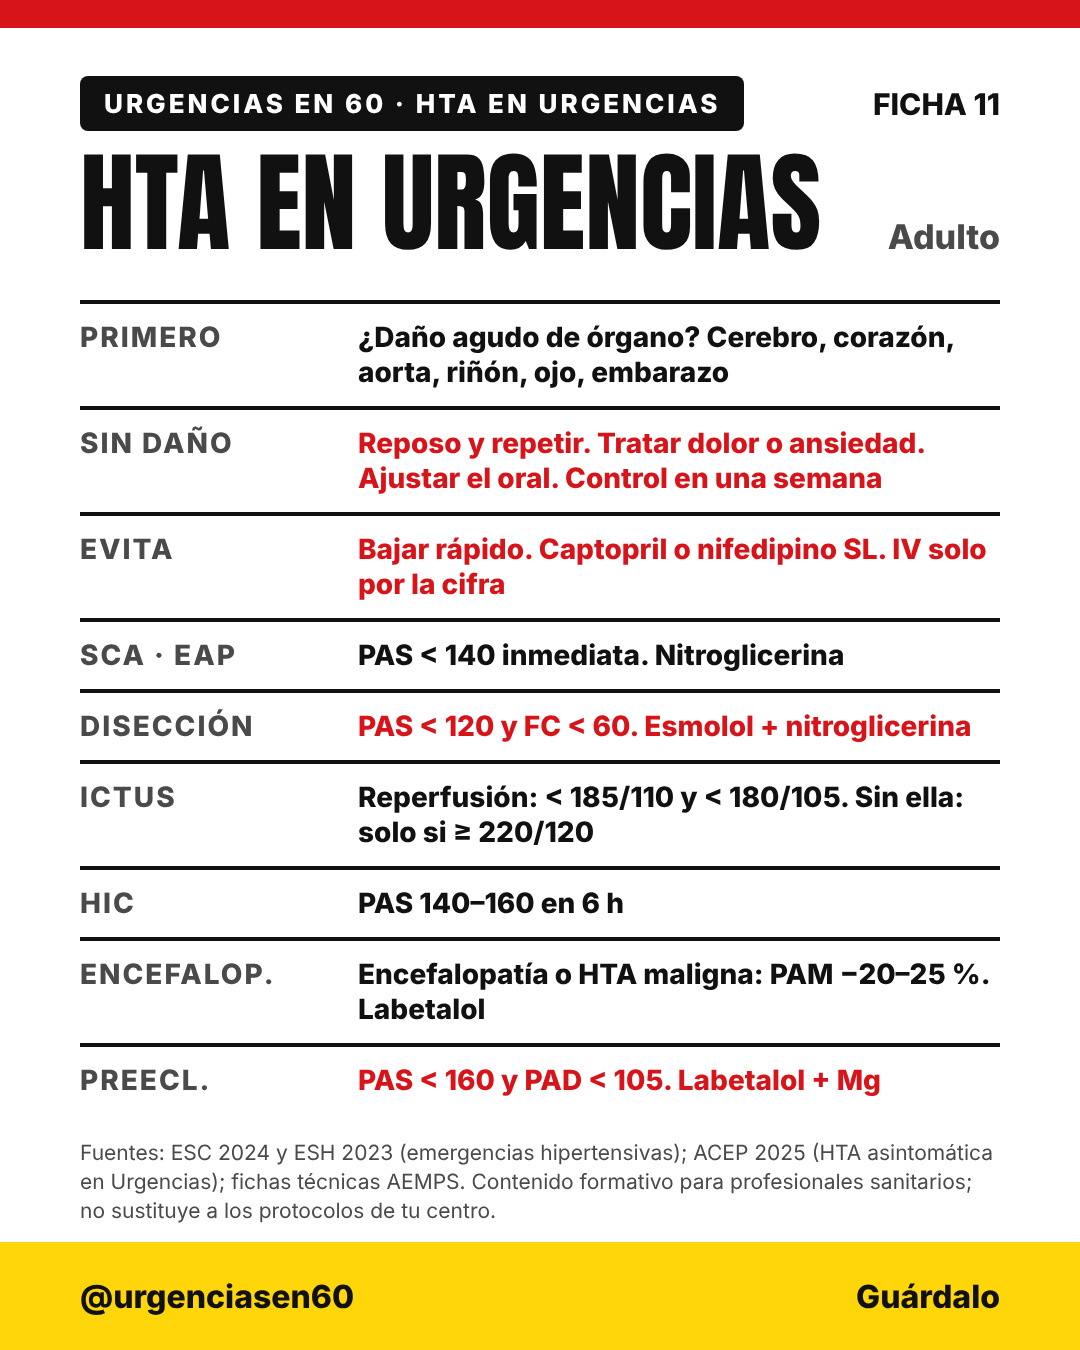 URGENCIAS EN 60 · HTA EN URGENCIAS
FICHA 11
HTA EN URGENCIAS
Adulto
PRIMERO
¿Daño agudo de órgano? Cerebro, corazón,
aorta, riñón, ojo, embarazo
SIN DAÑO
Reposo y repetir. Tratar dolor o ansiedad.
Ajustar el oral. Control en una semana
EVITA
Bajar rápido. Captopril o nifedipino SL. IV solo
por la cifra
SCA · EAP
PAS < 140 inmediata. Nitroglicerina
DISECCIÓN
PAS < 120 y FC < 60. Esmolol + nitroglicerina
ICTUS
Reperfusión: < 185/110 y < 180/105. Sin ella:
solo si ≥ 220/120
HIC
PAS 140–160 en 6 h
ENCEFALOP.
Encefalopatía o HTA maligna: PAM −20–25 %.
Labetalol
PREECL.
PAS < 160 y PAD < 105. Labetalol + Mg
Fuentes: ESC 2024 y ESH 2023 (emergencias hipertensivas); ACEP 2025 (HTA asintomática
en Urgencias); fichas técnicas AEMPS. Contenido formativo para profesionales sanitarios;
no sustituye a los protocolos de tu centro.
@urgenciasen60
Guárdalo